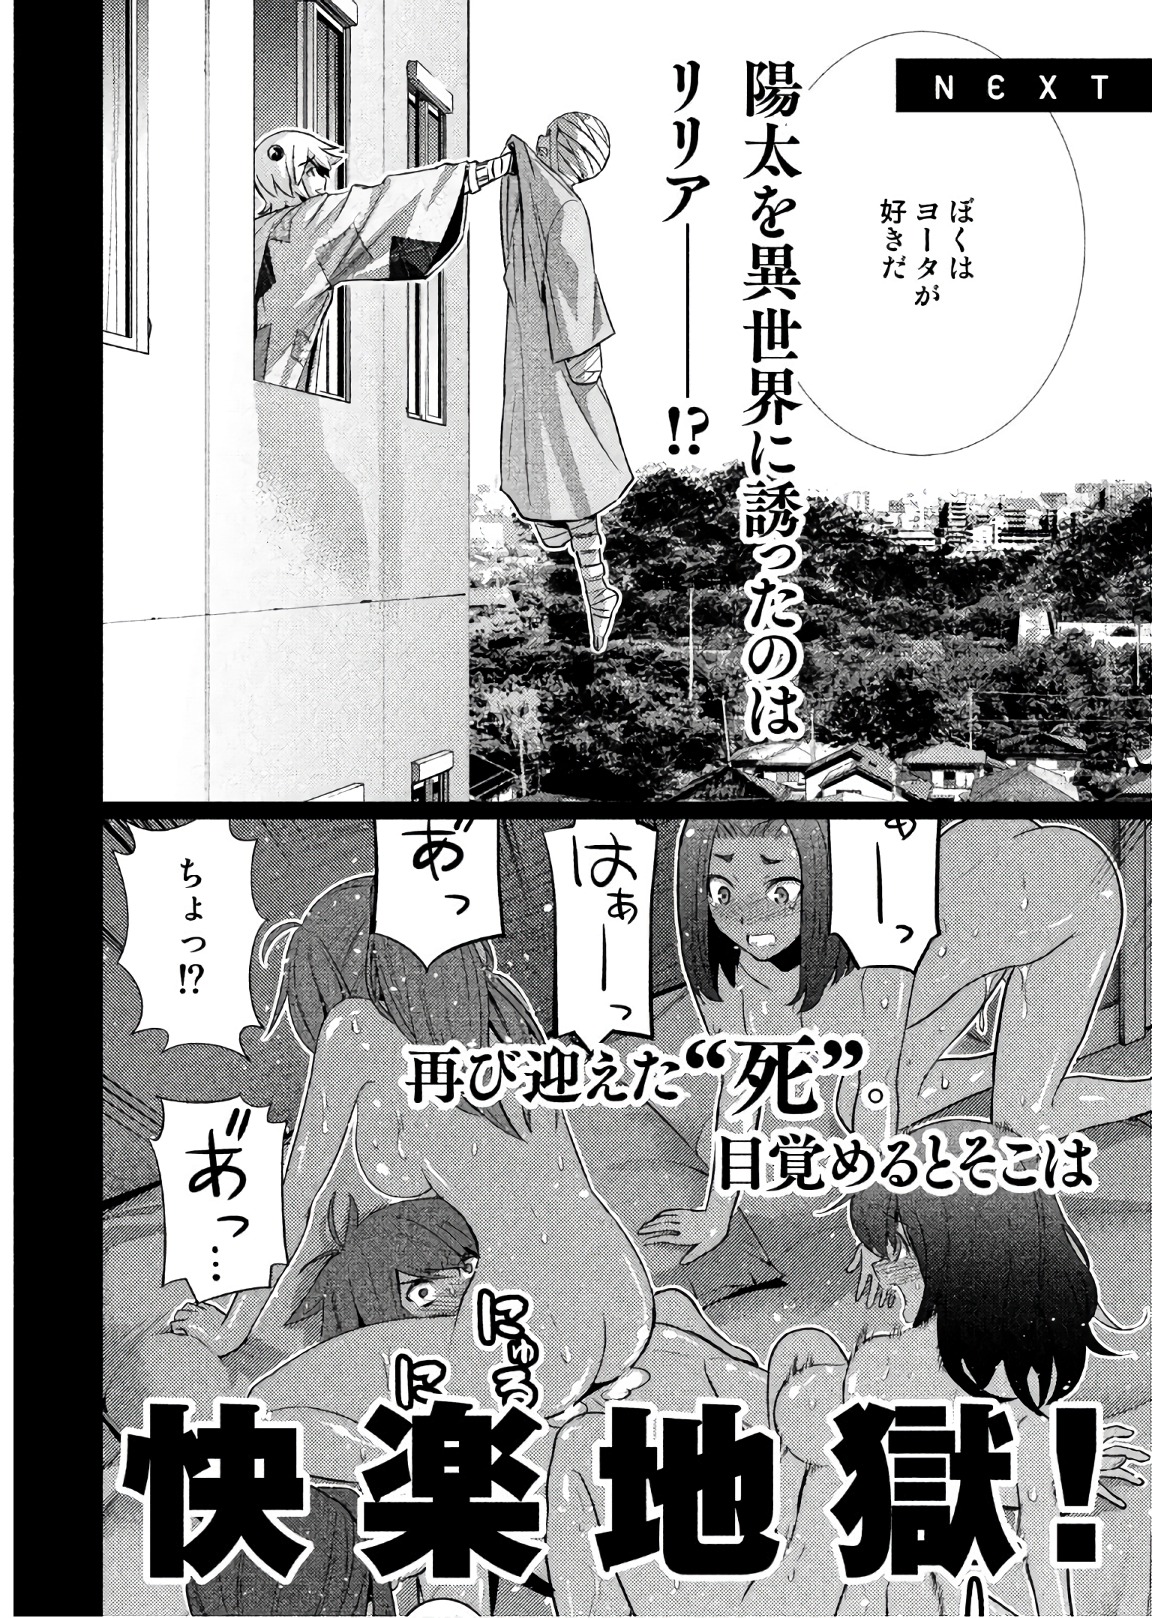 NEXT
ぼくは
ヨータが
好きだ
陽太を異世界に誘ったのは
リリア――!?
ぁーっ
はぁーっ
あ゛っ
ちょっ!?
あ゛っ…
再び迎えた“死”。
目覚めるとそこは
にゅる
にに
快楽地獄!